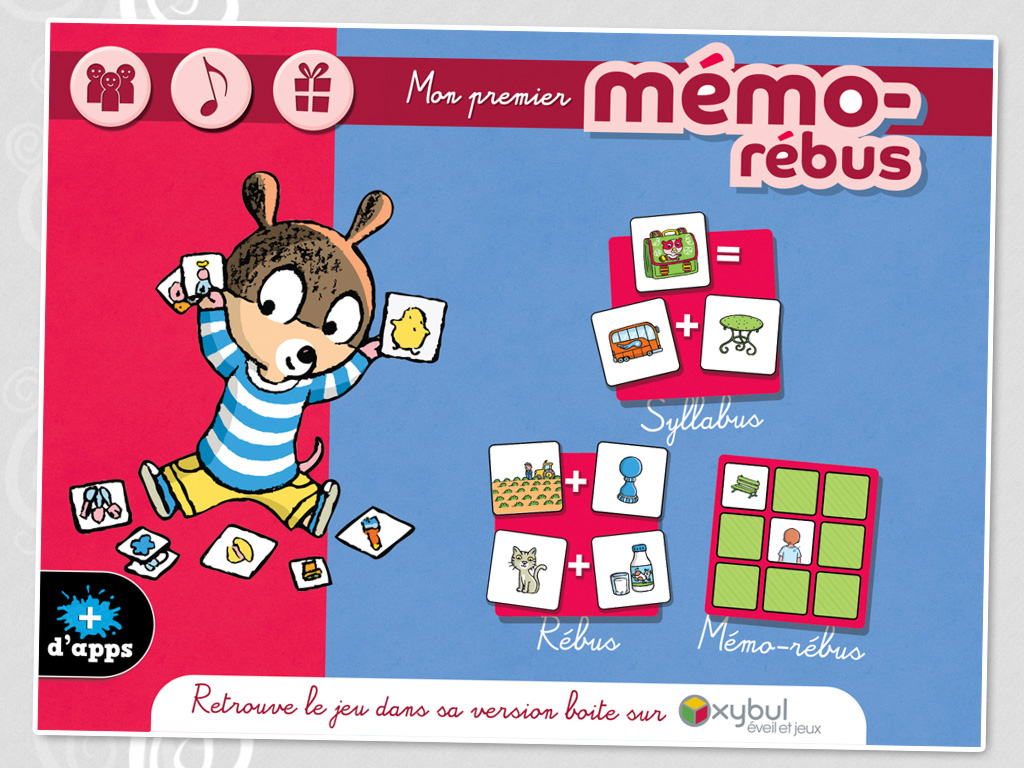 Mon premier
mémo-
rébus
=
+
Syllabus
+
+
Rébus
Mémo-rébus
+
d'apps
Retrouve le jeu dans sa version boite sur Oxybul
éveil et jeux